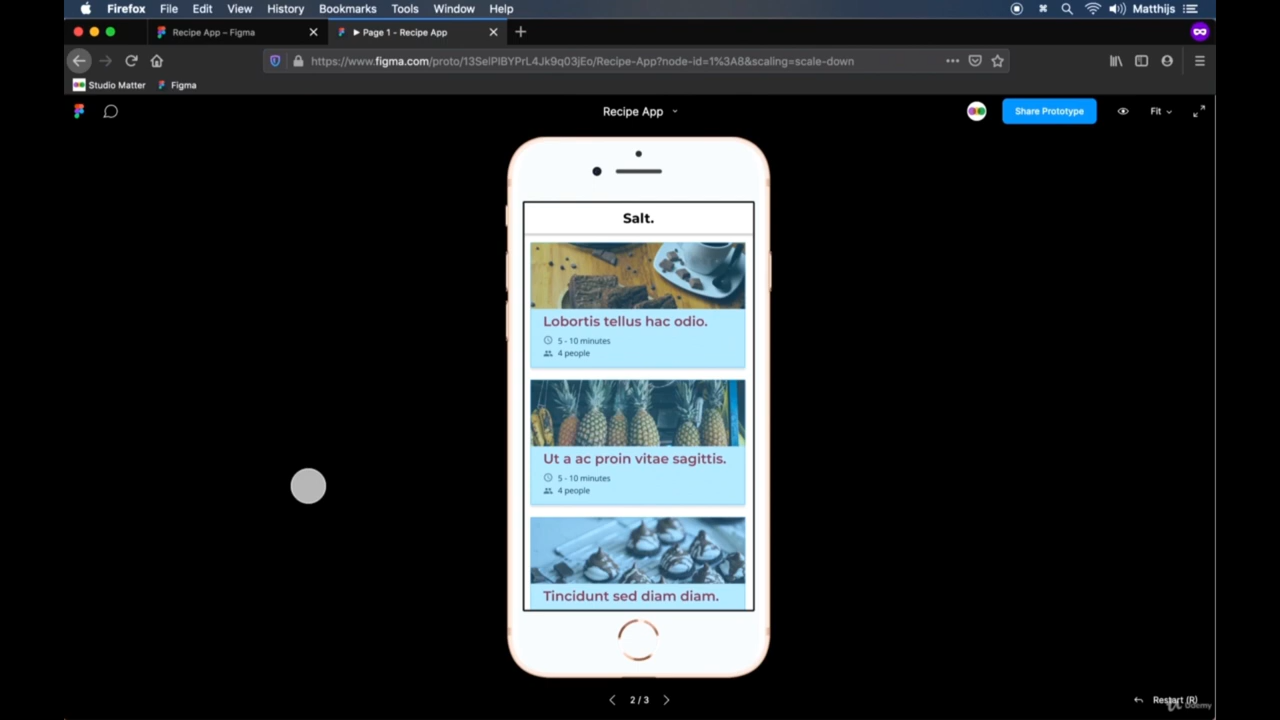 Firefox File Edit View History Bookmarks Tools Window Help Matthijs
Recipe App – Figma Page 1 - Recipe App
https://www.figma.com/proto/13SelPIBYPrL4Jk9q03jEo/Recipe-App?node-id=1%3A8&scaling=scale-down
Studio Matter Figma
Recipe App Share Prototype Fit
Salt.
Lobortis tellus hac odio.
5 - 10 minutes
4 people
Ut a ac proin vitae sagittis.
5 - 10 minutes
4 people
Tincidunt sed diam diam.
2 / 3 Restart (R)
Udemy